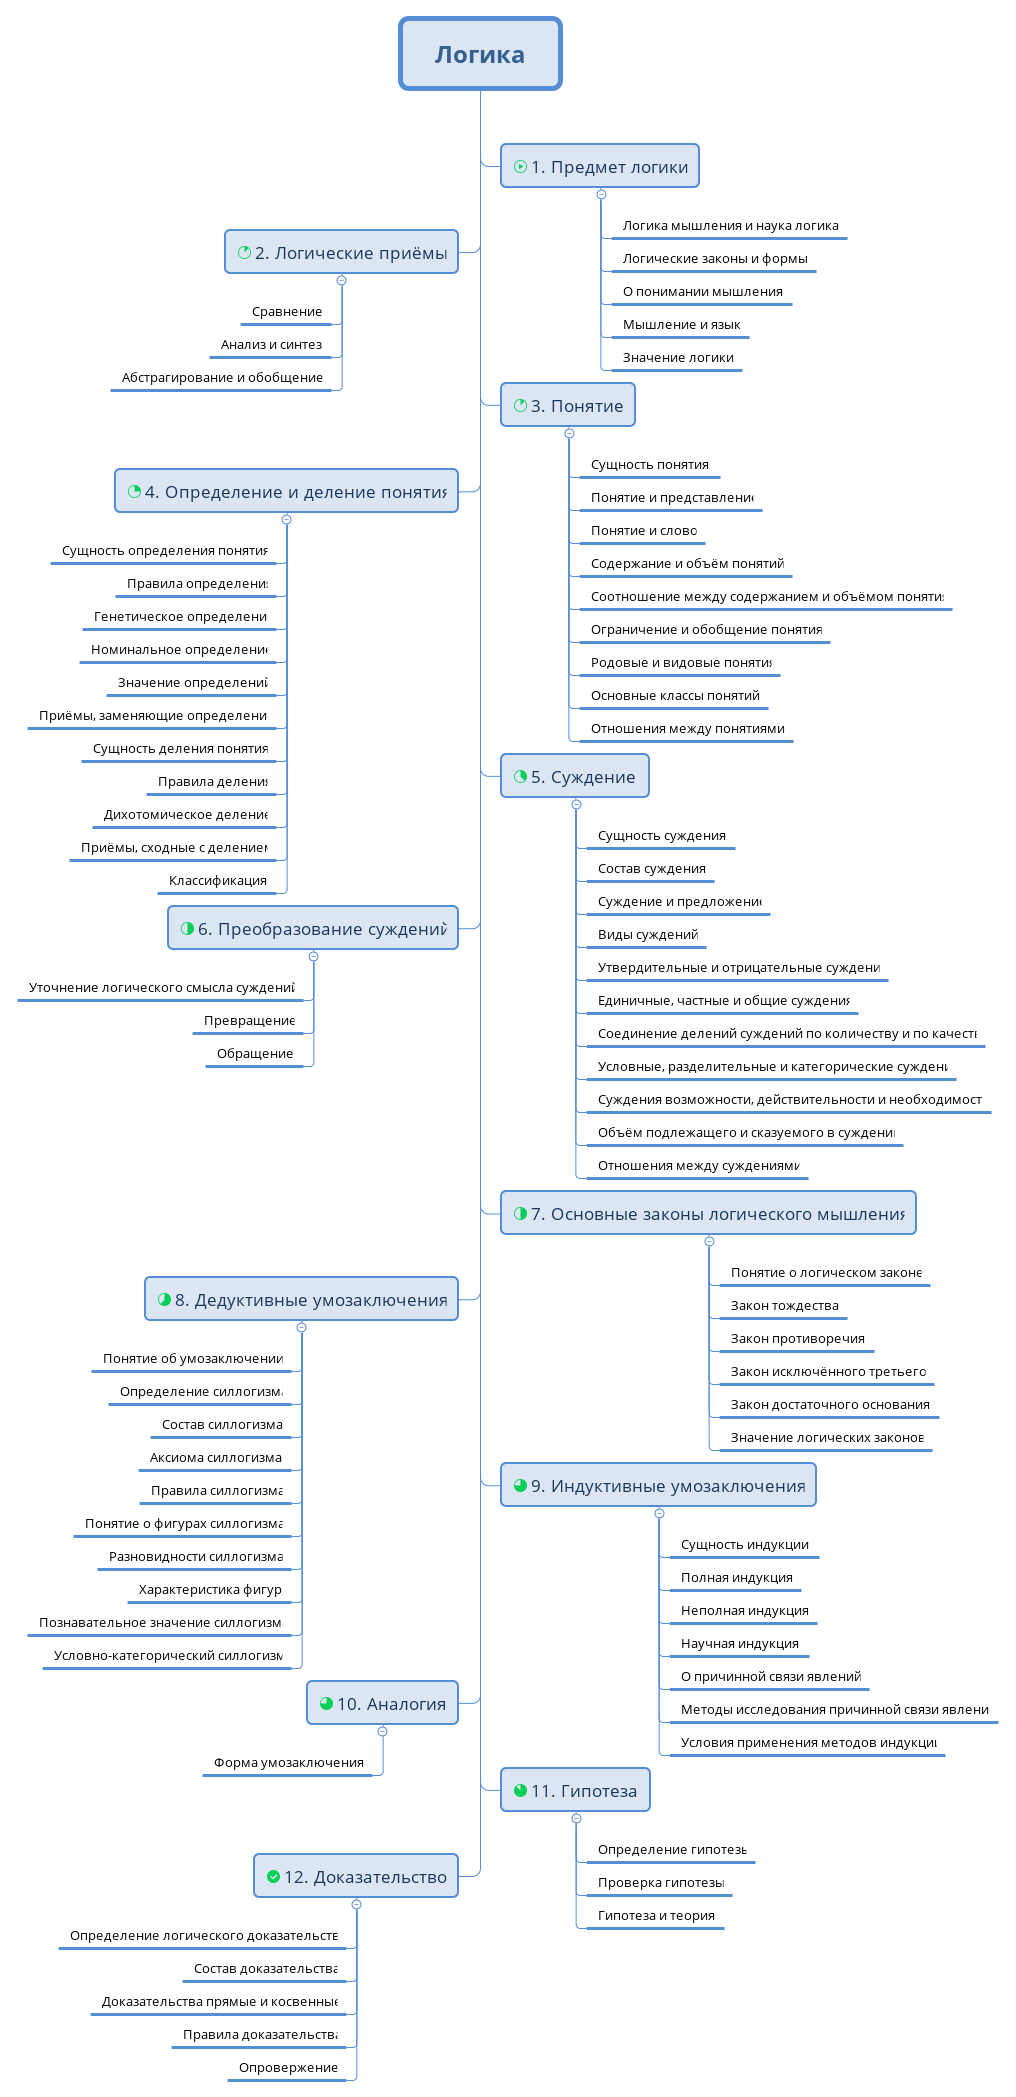 Логика
1. Предмет логики
Логика мышления и наука логика
Логические законы и формы
О понимании мышления
Мышление и язык
Значение логики
2. Логические приёмы
Сравнение
Анализ и синтез
Абстрагирование и обобщение
3. Понятие
Сущность понятия
Понятие и представление
Понятие и слово
Содержание и объём понятий
Соотношение между содержанием и объёмом понятия
Ограничение и обобщение понятия
Родовые и видовые понятия
Основные классы понятий
Отношения между понятиями
4. Определение и деление понятия
Сущность определения понятия
Правила определения
Генетическое определени
Номинальное определение
Значение определений
Приёмы, заменяющие определени
Сущность деления понятия
Правила деления
Дихотомическое деление
Приёмы, сходные с делением
Классификация
5. Суждение
Сущность суждения
Состав суждения
Суждение и предложение
Виды суждений
Утвердительные и отрицательные суждени
Единичные, частные и общие суждения
Соединение делений суждений по количеству и по качеств
Условные, разделительные и категорические суждени
Суждения возможности, действительности и необходимост
Объём подлежащего и сказуемого в суждени
Отношения между суждениями
6. Преобразование суждений
Уточнение логического смысла суждений
Превращение
Обращение
7. Основные законы логического мышления
Понятие о логическом законе
Закон тождества
Закон противоречия
Закон исключённого третьего
Закон достаточного основания
Значение логических законов
8. Дедуктивные умозаключения
Понятие об умозаключении
Определение силлогизма
Состав силлогизма
Аксиома силлогизма
Правила силлогизма
Понятие о фигурах силлогизма
Разновидности силлогизма
Характеристика фигур
Познавательное значение силлогизма
Условно-категорический силлогизм
9. Индуктивные умозаключения
Сущность индукции
Полная индукция
Неполная индукция
Научная индукция
О причинной связи явлений
Методы исследования причинной связи явлени
Условия применения методов индукции
10. Аналогия
Форма умозаключения
11. Гипотеза
Определение гипотезы
Проверка гипотезы
Гипотеза и теория
12. Доказательство
Определение логического доказательств
Состав доказательства
Доказательства прямые и косвенные
Правила доказательства
Опровержение